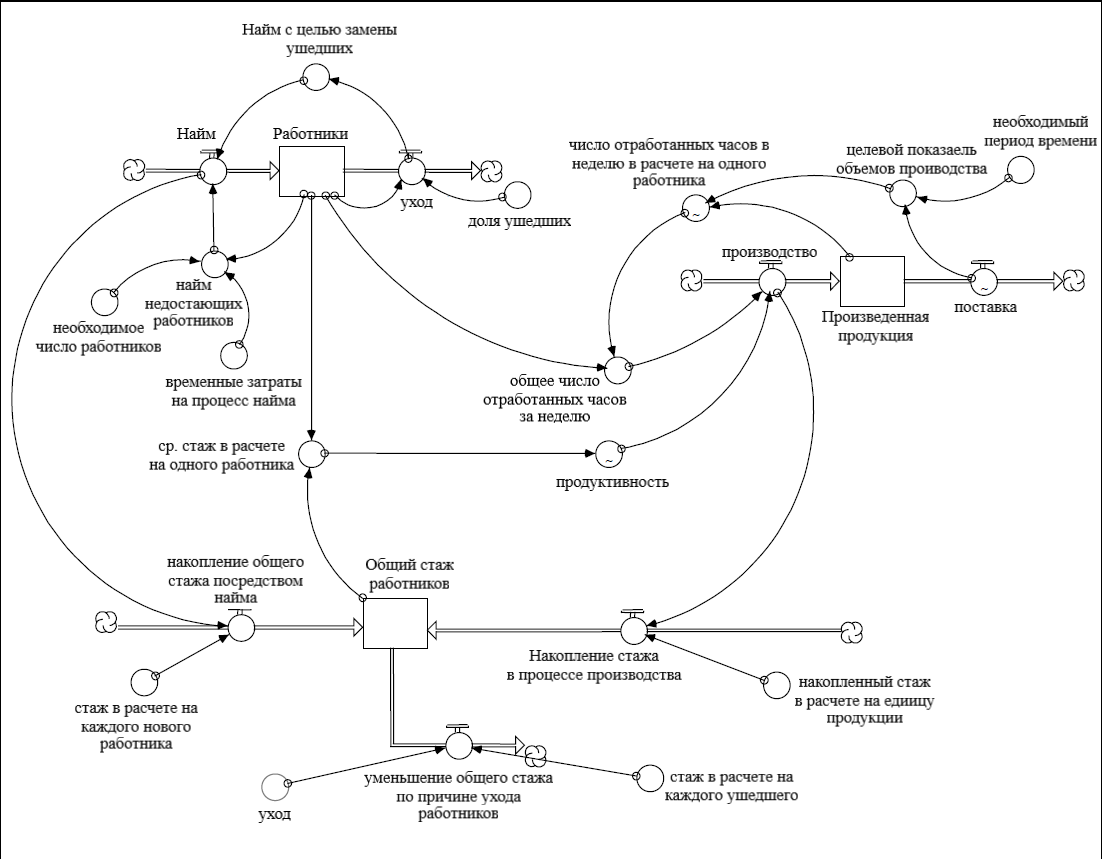 Найм с целью замены
ушедших
Найм
Работники
уход
доля ушедших
найм
недостающих
работников
необходимое
число работников
временные затраты
на процесс найма
число отработанных часов в
неделю в расчете на одного
работника
~
целевой показаель
объемов проиводства
необходимый
период времени
производство
Произведенная
продукция
~
поставка
общее число
отработанных часов
за неделю
ср. стаж в расчете
на одного работника
~
продуктивность
накопление общего
стажа посредством
найма
Общий стаж
работников
Накопление стажа
в процессе производства
стаж в расчете на
каждого нового
работника
накопленный стаж
в расчете на едиицу
продукции
уход
уменьшение общего стажа
по причине ухода
работников
стаж в расчете на
каждого ушедшего